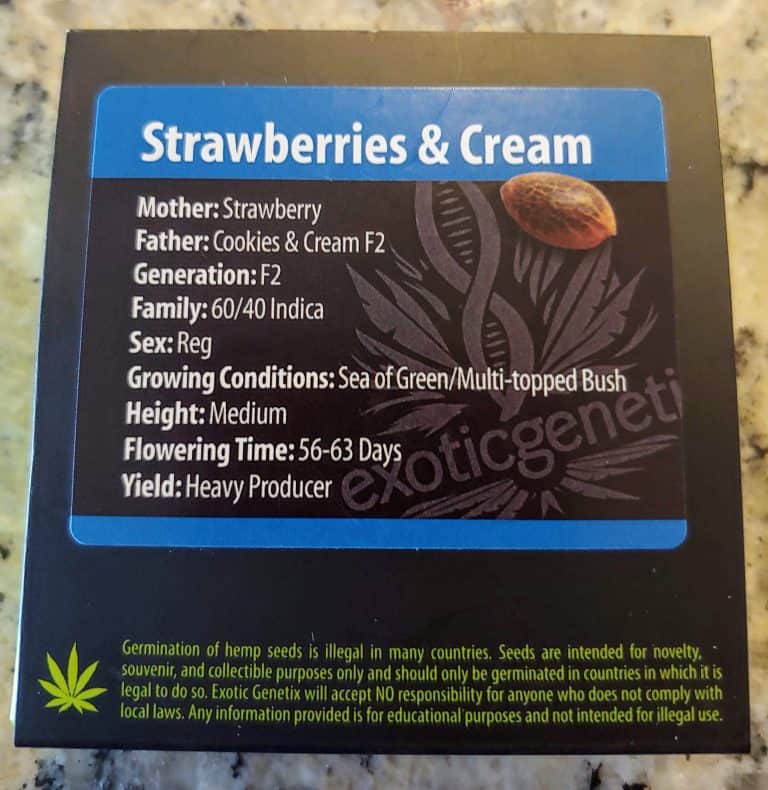 Strawberries & Cream
Mother: Strawberry
Father: Cookies & Cream F2
Generation: F2
Family: 60/40 Indica
Sex: Reg
Growing Conditions: Sea of Green/Multi-topped Bush
Height: Medium
Flowering Time: 56-63 Days
Yield: Heavy Producer
exoticgeneti
Germination of hemp seeds is illegal in many countries. Seeds are intended for novelty,
souvenir, and collectible purposes only and should only be germinated in countries in which it is
legal to do so. Exotic Genetix will accept NO responsibility for anyone who does not comply with
local laws. Any information provided is for educational purposes and not intended for illegal use.